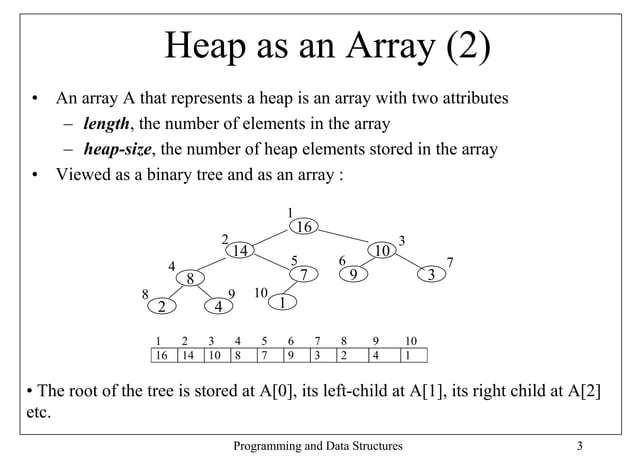 Heap as an Array (2)
• An array A that represents a heap is an array with two attributes
– length, the number of elements in the array
– heap-size, the number of heap elements stored in the array
• Viewed as a binary tree and as an array :
1
16
2 3
14 10
4 5 6 7
8 7 9 3
8 9 10
2 4 1
1 2 3 4 5 6 7 8 9 10
16 14 10 8 7 9 3 2 4 1
• The root of the tree is stored at A[0], its left-child at A[1], its right child at A[2]
etc.
Programming and Data Structures 3